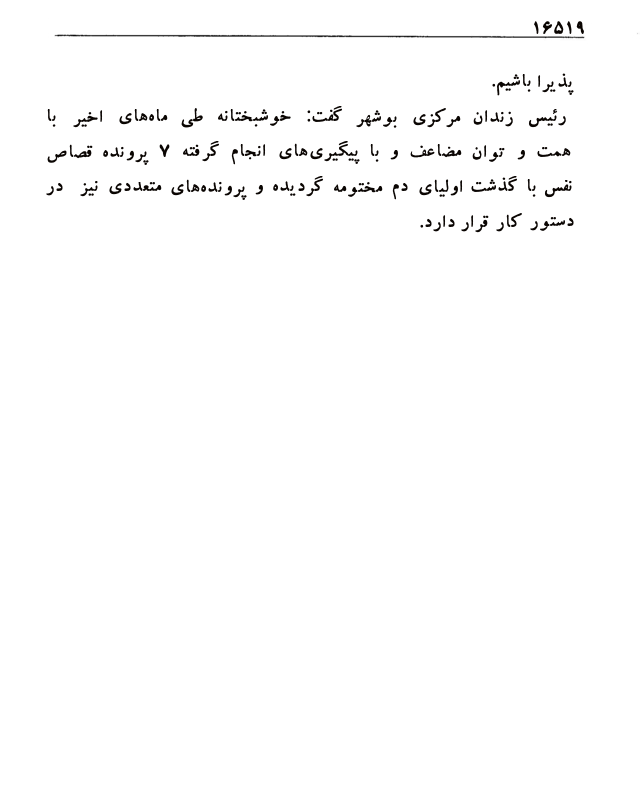 ۱۶۵۱۹
پذیرا باشیم.
رئیس زندان مرکزی بوشهر گفت: خوشبختانه طی ماه‌های اخیر با
همت و توان مضاعف و با پیگیری‌های انجام گرفته ۷ پرونده قصاص
نفس با گذشت اولیای دم مختومه گردیده و پرونده‌های متعددی نیز در
دستور کار قرار دارد.